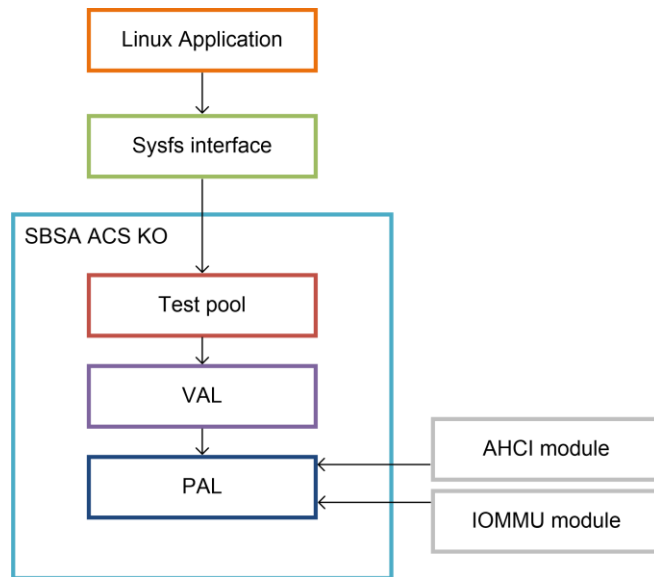 Linux Application
Sysfs interface
SBSA ACS KO
Test pool
VAL
PAL
AHCI module
IOMMU module